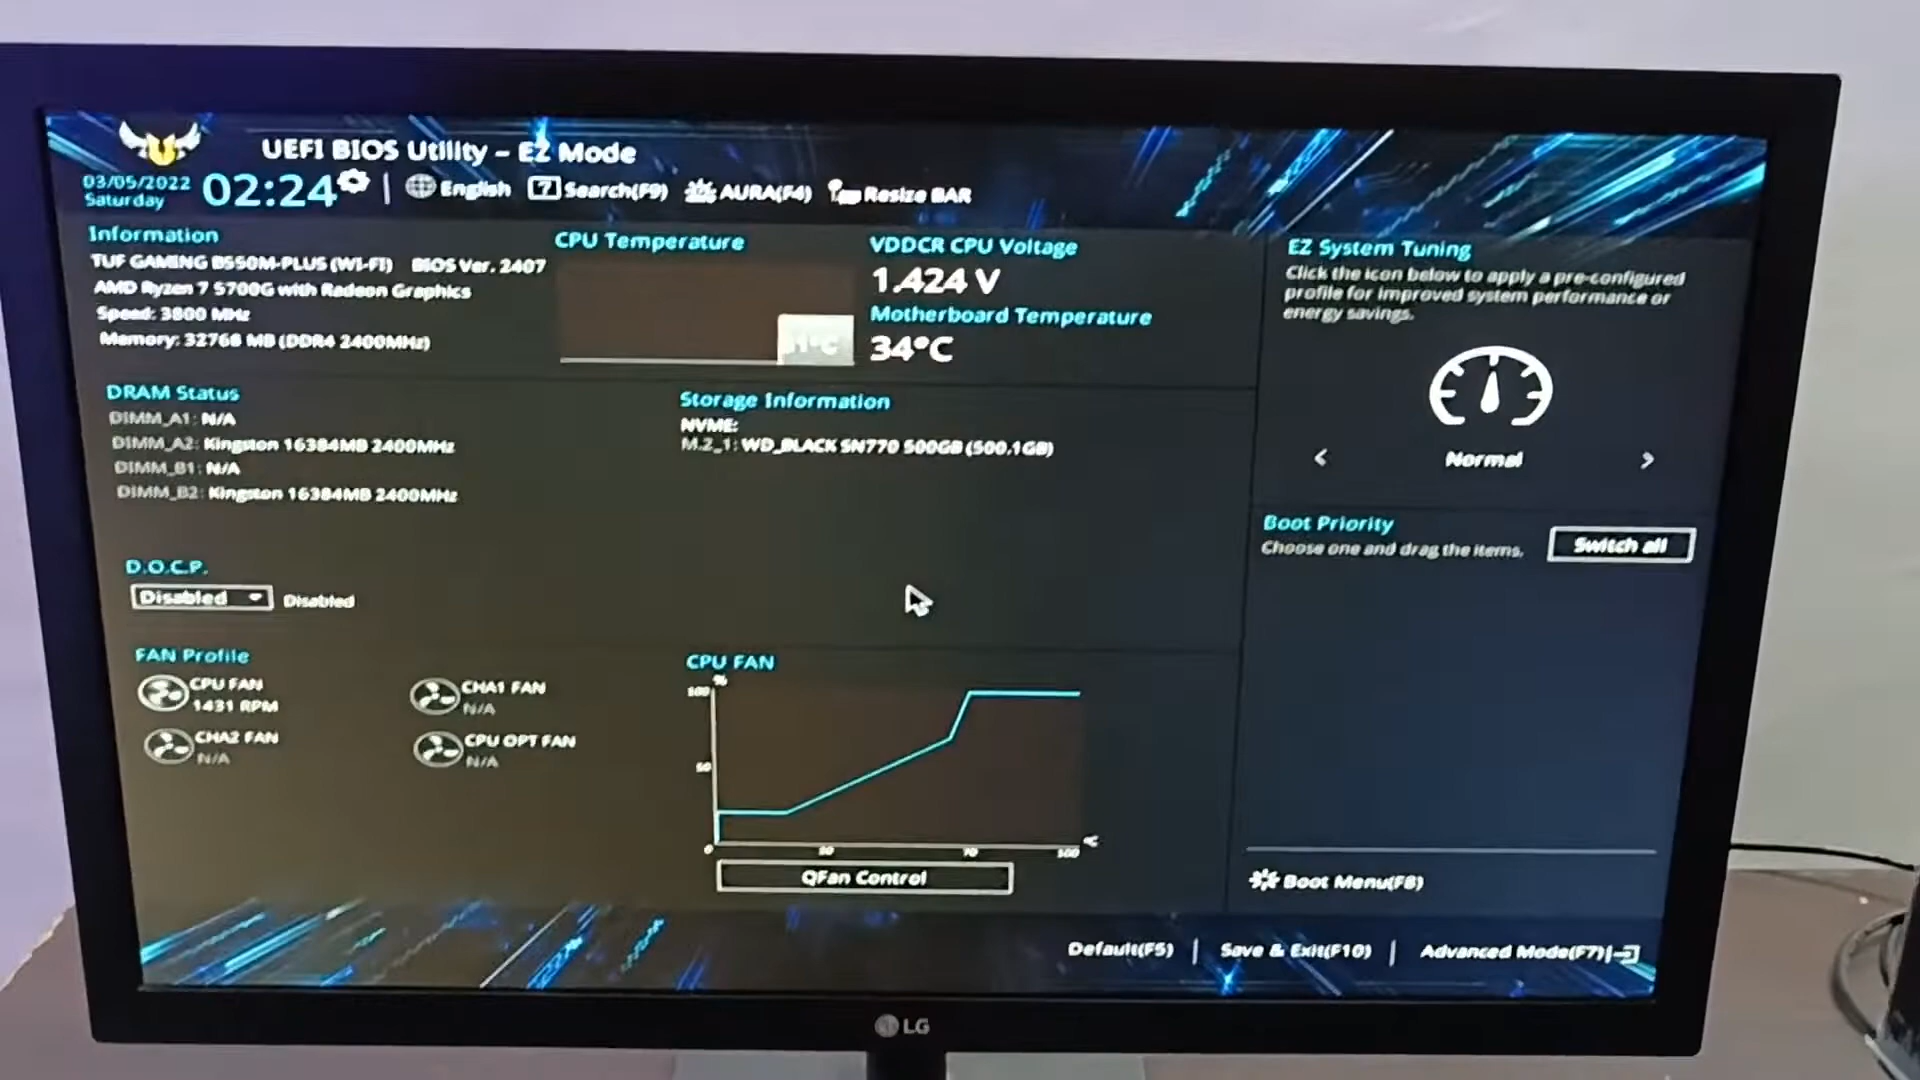 UEFI BIOS Utility – EZ Mode
03/05/2022
Saturday
02:24
English
Search(F9)
AURA(F4)
Resize BAR
Information
TUF GAMING B550M-PLUS (WI-FI) BIOS Ver. 2407
AMD Ryzen 7 5700G with Radeon Graphics
Speed: 3800 MHz
Memory: 32768 MB (DDR4 2400MHz)
CPU Temperature
VDDCR CPU Voltage
1.424 V
Motherboard Temperature
34°C
DRAM Status
DIMM_A1: N/A
DIMM_A2: Kingston 16384MB 2400MHz
DIMM_B1: N/A
DIMM_B2: Kingston 16384MB 2400MHz
Storage Information
NVME:
M.2_1: WD_BLACK SN770 500GB (500.1GB)
D.O.C.P.
Disabled
Disabled
FAN Profile
CPU FAN
1431 RPM
CHA1 FAN
N/A
CHA2 FAN
N/A
CPU OPT FAN
N/A
CPU FAN
%
100
50
0
70
100
°C
QFan Control
EZ System Tuning
Click the icon below to apply a pre-configured
profile for improved system performance or
energy savings.
Normal
Boot Priority
Choose one and drag the items.
Switch all
Boot Menu(F8)
Default(F5)
Save & Exit(F10)
Advanced Mode(F7)
LG